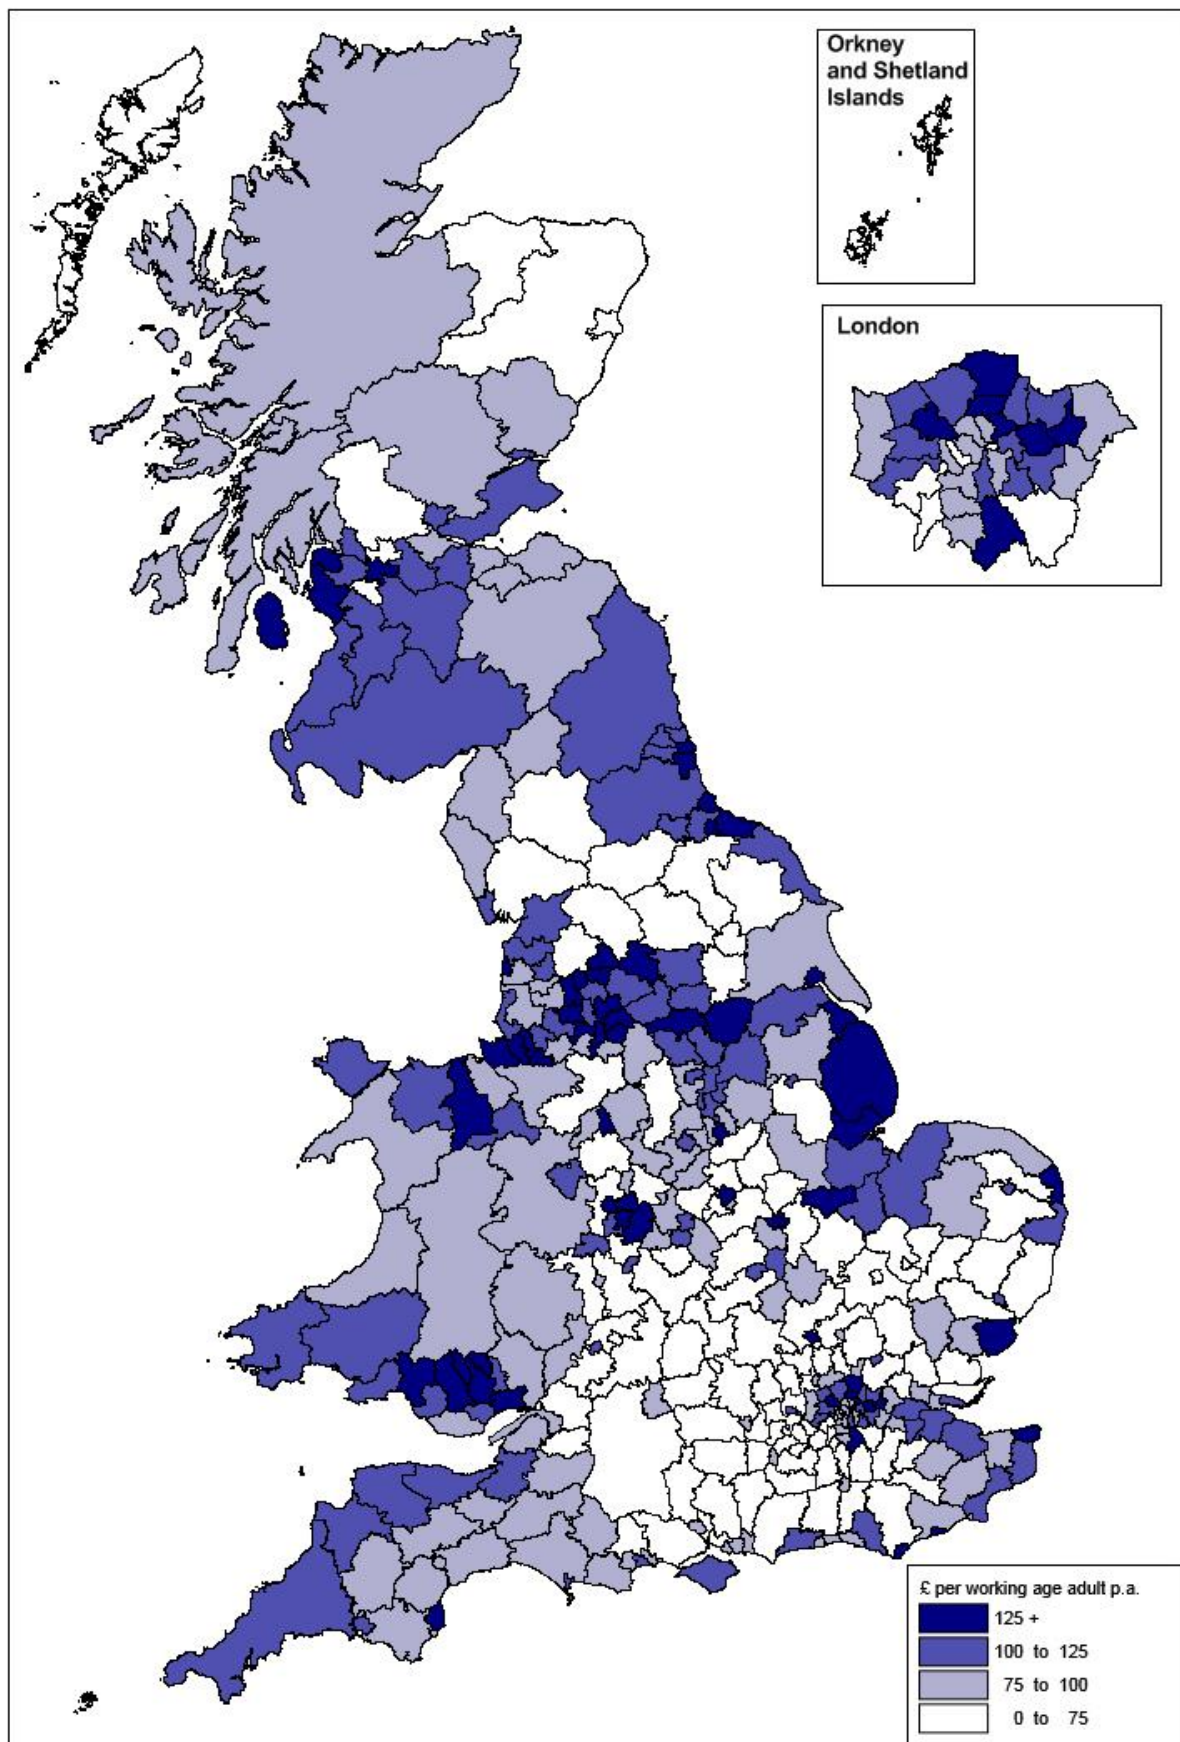 Orkney
and Shetland
Islands
London
£ per working age adult p.a.
125 +
100 to 125
75 to 100
0 to 75